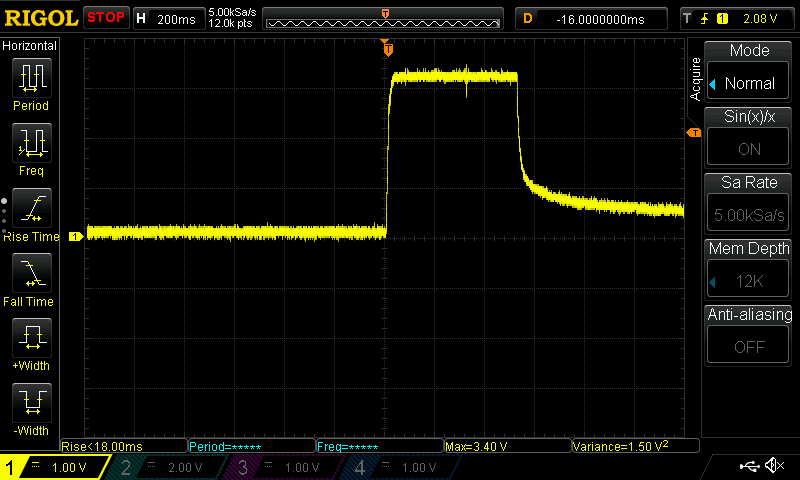 RIGOL STOP H 200ms 5.00kSa/s 12.0k pts D -16.0000000ms T 1 2.08 V
Horizontal
Period
Freq
Rise Time
Fall Time
+Width
-Width
T
T
1
Acquire
Mode
Normal
Sin(x)/x
ON
Sa Rate
5.00kSa/s
Mem Depth
12K
Anti-aliasing
OFF
Rise<18.00ms Period=***** Freq=***** Max=3.40 V Variance=1.50 V²
1 1.00 V 2 2.00 V 3 1.00 V 4 1.00 V